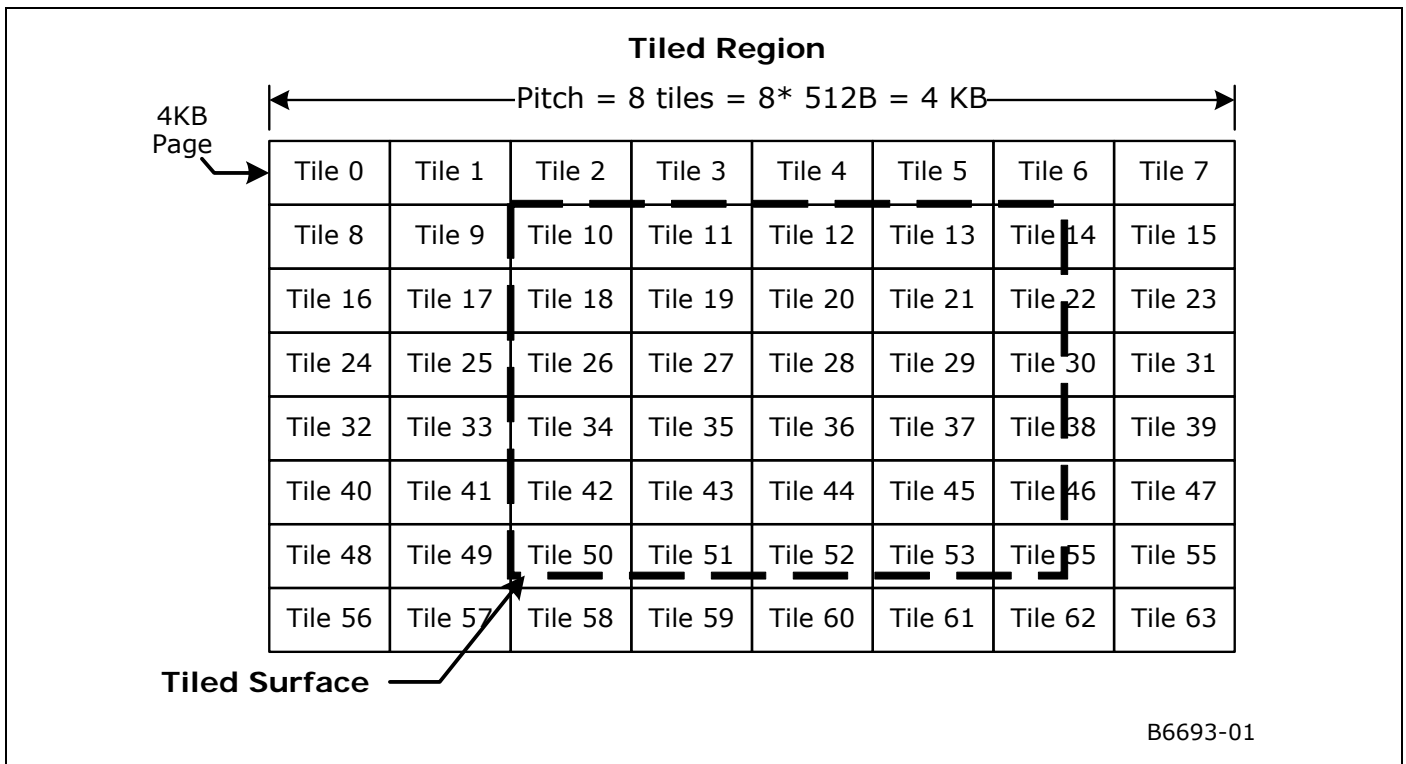 Tiled Region
Pitch = 8 tiles = 8* 512B = 4 KB
4KB
Page
Tile 0 Tile 1 Tile 2 Tile 3 Tile 4 Tile 5 Tile 6 Tile 7
Tile 8 Tile 9 Tile 10 Tile 11 Tile 12 Tile 13 Tile 14 Tile 15
Tile 16 Tile 17 Tile 18 Tile 19 Tile 20 Tile 21 Tile 22 Tile 23
Tile 24 Tile 25 Tile 26 Tile 27 Tile 28 Tile 29 Tile 30 Tile 31
Tile 32 Tile 33 Tile 34 Tile 35 Tile 36 Tile 37 Tile 38 Tile 39
Tile 40 Tile 41 Tile 42 Tile 43 Tile 44 Tile 45 Tile 46 Tile 47
Tile 48 Tile 49 Tile 50 Tile 51 Tile 52 Tile 53 Tile 55 Tile 55
Tile 56 Tile 57 Tile 58 Tile 59 Tile 60 Tile 61 Tile 62 Tile 63
Tiled Surface
B6693-01